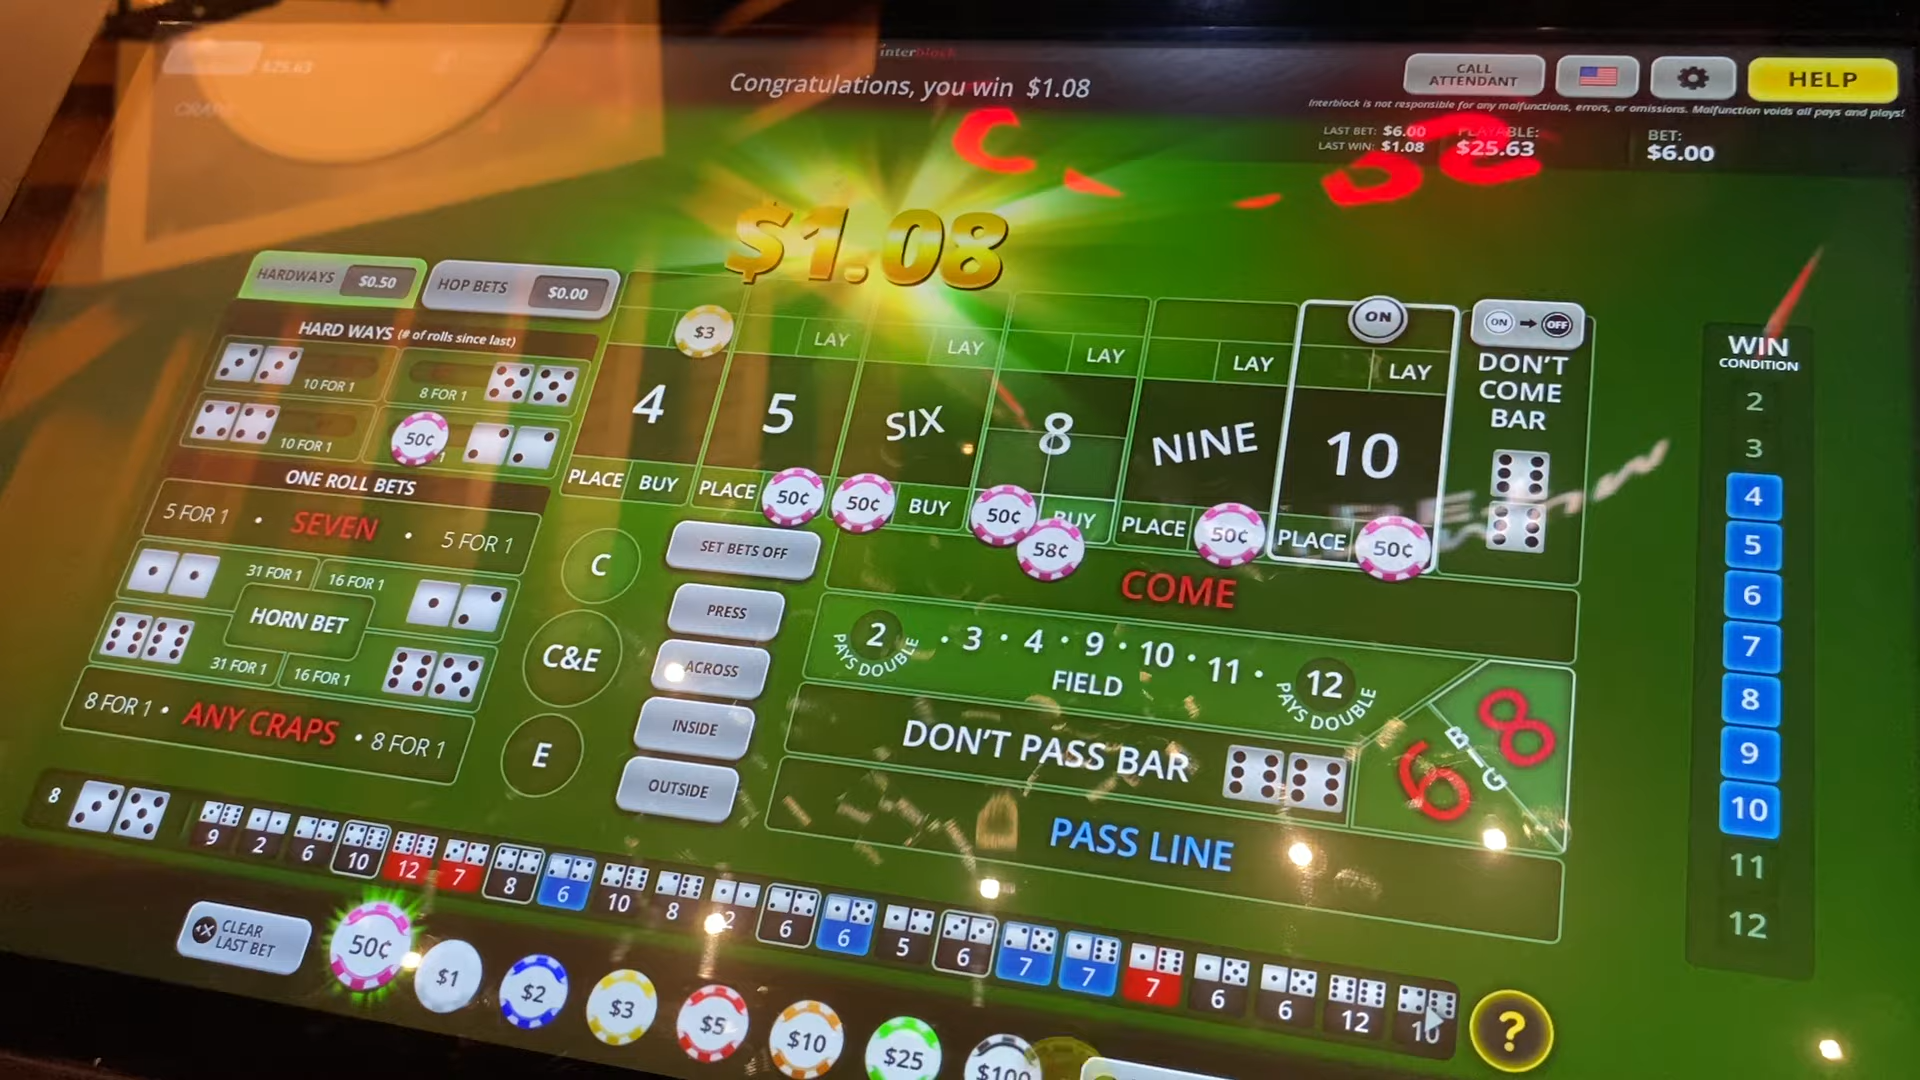 interblock
$25.63
Congratulations, you win $1.08
CALL
ATTENDANT
HELP
Interblock is not responsible for any malfunctions, errors, or omissions. Malfunction voids all pays and plays!
LAST BET: $6.00
LAST WIN: $1.08
PLAYABLE:
$25.63
BET:
$6.00
$1.08
HARDWAYS $0.50
HOP BETS $0.00
HARD WAYS (# of rolls since last)
10 FOR 1
8 FOR 1
10 FOR 1
50¢
1
ONE ROLL BETS
5 FOR 1 • SEVEN • 5 FOR 1
31 FOR 1
16 FOR 1
HORN BET
31 FOR 1
16 FOR 1
8 FOR 1 • ANY CRAPS • 8 FOR 1
C
C&E
E
SET BETS OFF
PRESS
ACROSS
INSIDE
OUTSIDE
$3
LAY
LAY
LAY
LAY
ON
LAY
4
5
SIX
8
NINE
10
PLACE BUY
PLACE 50¢
50¢ BUY
50¢ BUY
58¢
PLACE 50¢
PLACE 50¢
ON OFF
DON'T
COME
BAR
COME
2 • 3 • 4 • 9 • 10 • 11 • 12
PAYS DOUBLE
FIELD
PAYS DOUBLE
DON'T PASS BAR
PASS LINE
BIG
6
8
WIN
CONDITION
2
3
4
5
6
7
8
9
10
11
12
8
9 2 6 10 12 7 8 6 10 8 2 6 6 5 6 7 7 7 6 6 12 10
CLEAR
LAST BET
50¢
$1
$2
$3
$5
$10
$25
$100
?